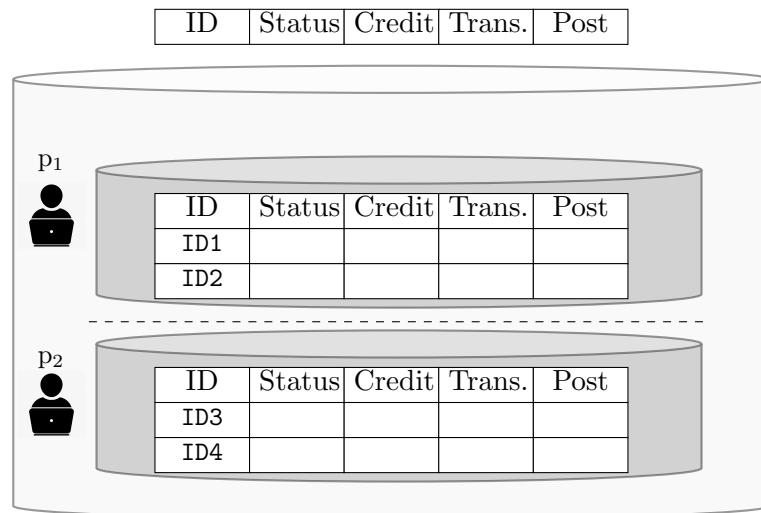 ID Status Credit Trans. Post
p1
ID Status Credit Trans. Post
ID1
ID2
p2
ID Status Credit Trans. Post
ID3
ID4